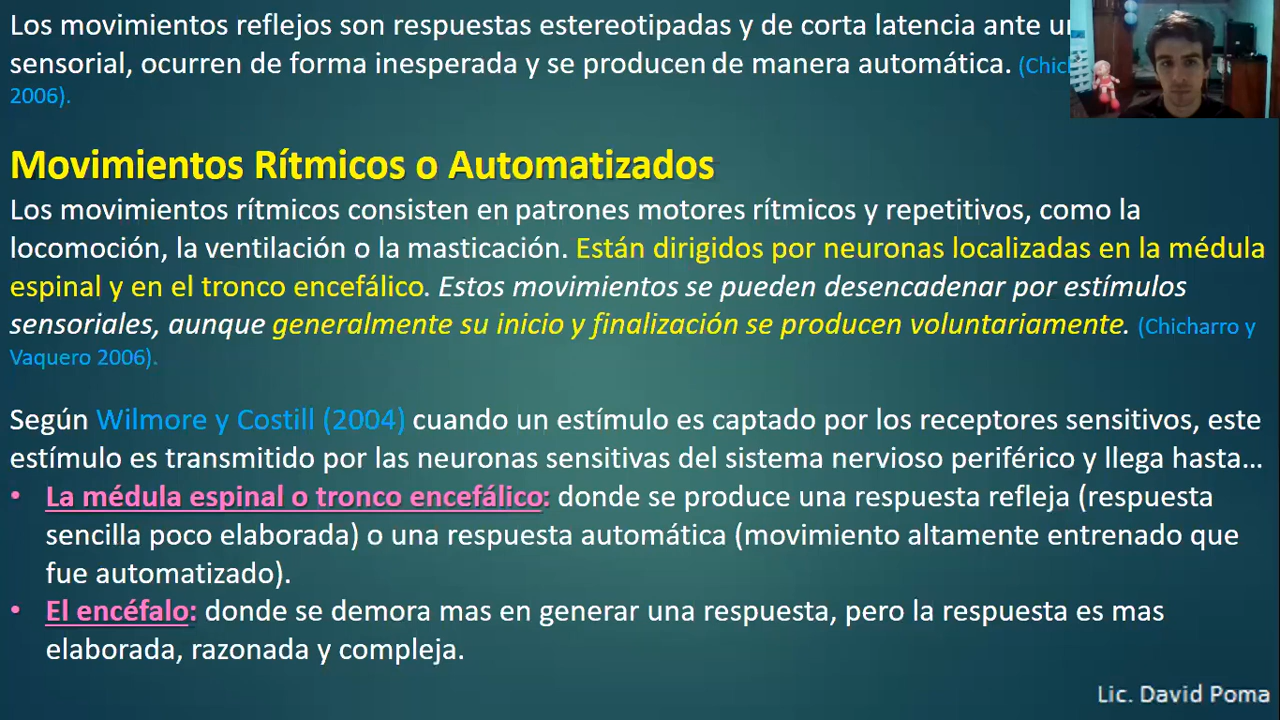 Los movimientos reflejos son respuestas estereotipadas y de corta latencia ante
sensorial, ocurren de forma inesperada y se producen de manera automática.
2006).
Movimientos Rítmicos o Automatizados
Los movimientos rítmicos consisten en patrones motores rítmicos y repetitivos, como la
locomoción, la ventilación o la masticación. Están dirigidos por neuronas localizadas en la médula
espinal y en el tronco encefálico. Estos movimientos se pueden desencadenar por estímulos
sensoriales, aunque generalmente su inicio y finalización se producen voluntariamente. (Chicharro y
Vaquero 2006).
Según Wilmore y Costill (2004) cuando un estímulo es captado por los receptores sensitivos, este
estímulo es transmitido por las neuronas sensitivas del sistema nervioso periférico y llega hasta...
• La médula espinal o tronco encefálico: donde se produce una respuesta refleja (respuesta
sencilla poco elaborada) o una respuesta automática (movimiento altamente entrenado que
fue automatizado).
• El encéfalo: donde se demora mas en generar una respuesta, pero la respuesta es mas
elaborada, razonada y compleja.
Lic. David Poma